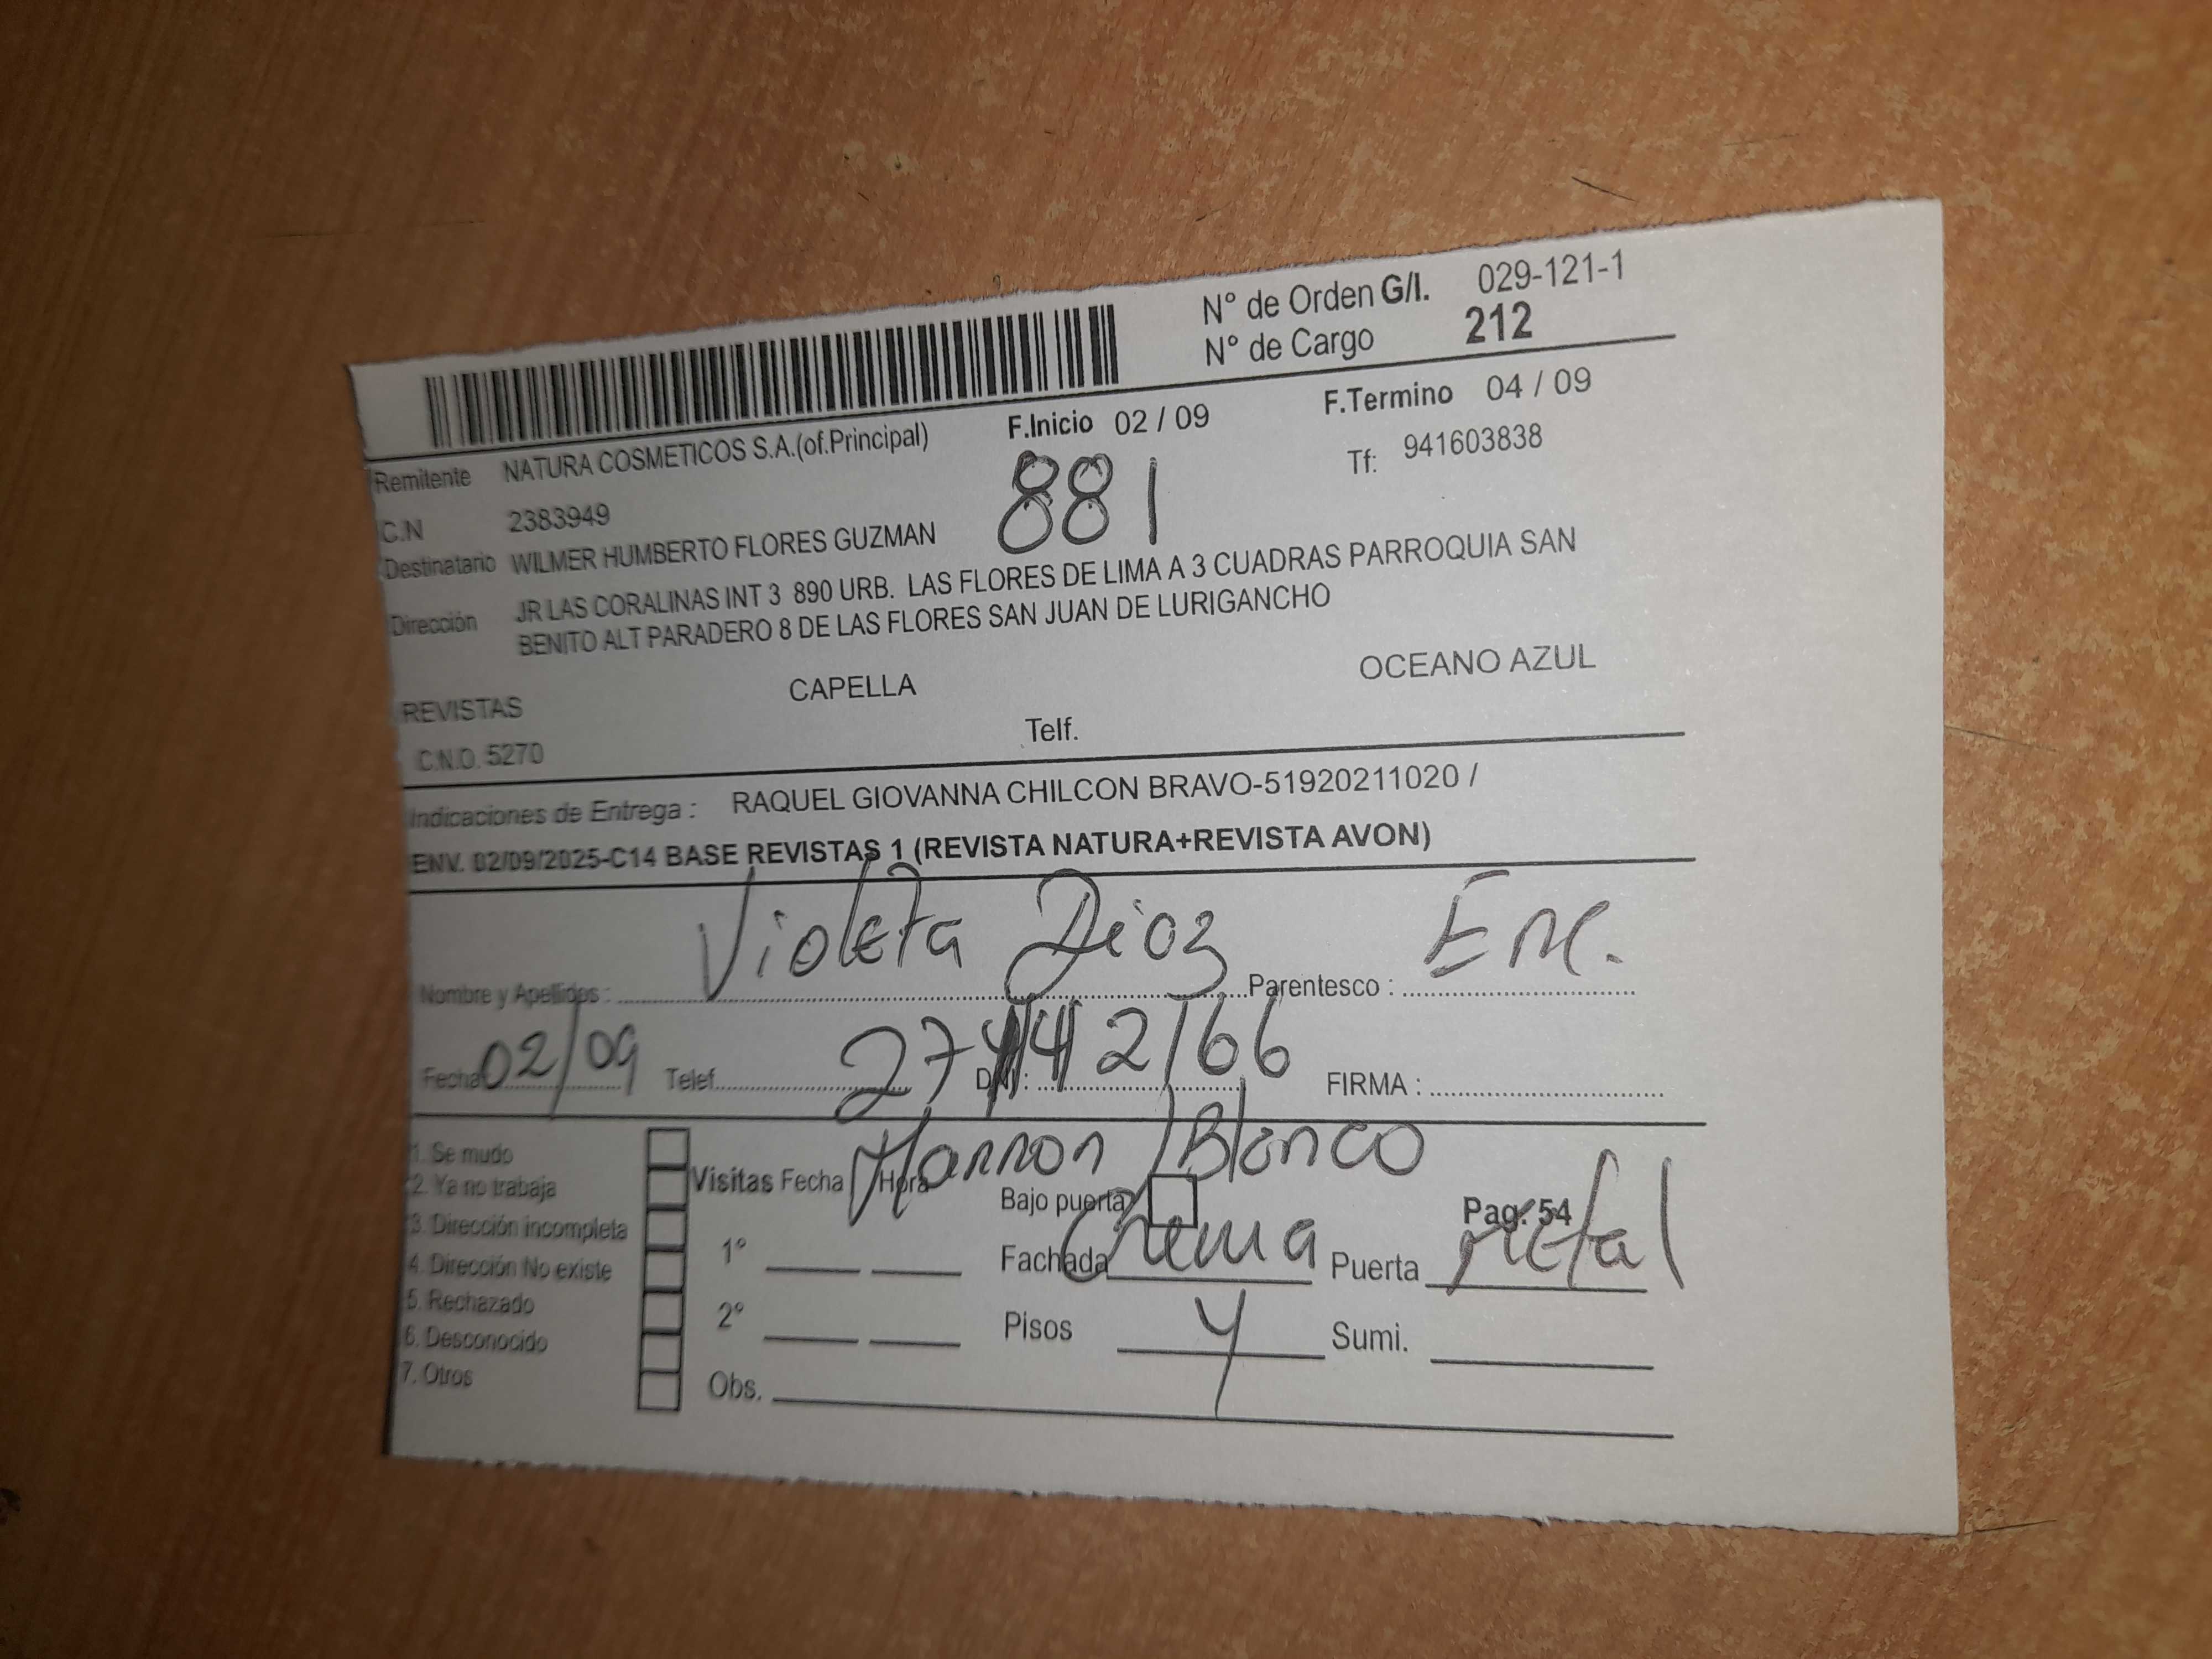 N° de Orden G/I. 029-121-1
N° de Cargo 212
F.Inicio 02 / 09 F.Termino 04 / 09
Remitente NATURA COSMETICOS S.A.(of.Principal) Tf: 941603838
C.N 2383949 881
Destinatario WILMER HUMBERTO FLORES GUZMAN
Dirección JR LAS CORALINAS INT 3 890 URB. LAS FLORES DE LIMA A 3 CUADRAS PARROQUIA SAN
BENITO ALT PARADERO 8 DE LAS FLORES SAN JUAN DE LURIGANCHO
REVISTAS CAPELLA OCEANO AZUL
C.N.O. 5270 Telf.
Indicaciones de Entrega : RAQUEL GIOVANNA CHILCON BRAVO-51920211020 /
ENV. 02/09/2025-C14 BASE REVISTAS 1 (REVISTA NATURA+REVISTA AVON)
Nombre y Apellidos : Violeta Dioz Parentesco : Enc.
Fecha 02/09 Telef. DNI : FIRMA :
1. Se mudo
2. Ya no trabaja
3. Dirección incompleta
4. Dirección No existe
5. Rechazado
6. Desconocido
7. Otros
Marron / Blanco
Visitas Fecha Hora Bajo puerta Pag. 54
1° Fachada Crema Puerta Metal
2° Pisos 4 Sumi.
Obs.